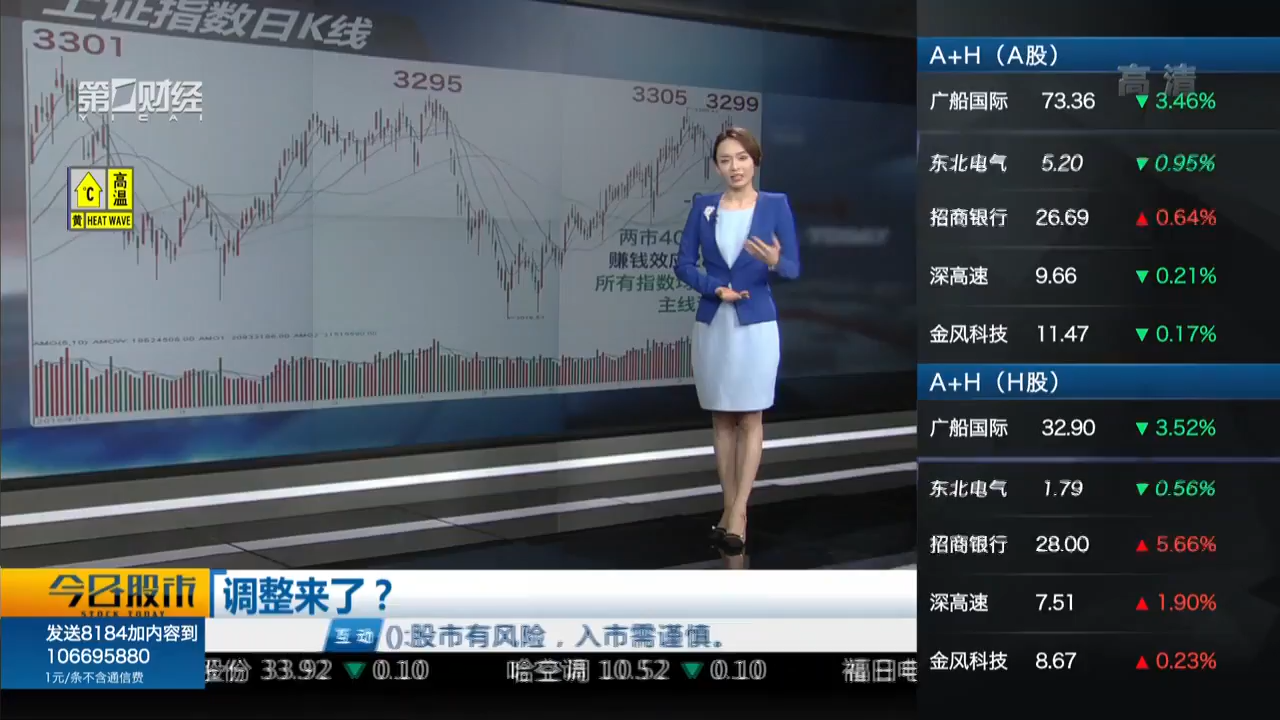 上证指数日K线
3301
3295
3305
3299
第一财经
YICAI
℃
高温
黄 HEAT WAVE
两市40
赚钱效应
所有指数
主线
高清
A+H（A股）
广船国际 73.36 ▼3.46%
东北电气 5.20 ▼0.95%
招商银行 26.69 ▲0.64%
深高速 9.66 ▼0.21%
金风科技 11.47 ▼0.17%
A+H（H股）
广船国际 32.90 ▼3.52%
东北电气 1.79 ▼0.56%
招商银行 28.00 ▲5.66%
深高速 7.51 ▲1.90%
金风科技 8.67 ▲0.23%
今日股市
STOCK TODAY
调整来了？
发送8184加内容到
106695880
1元/条不含通信费
互动
股市有风险，入市需谨慎。
股份 33.92 ▼0.10 哈空调 10.52 ▼0.10 福日电